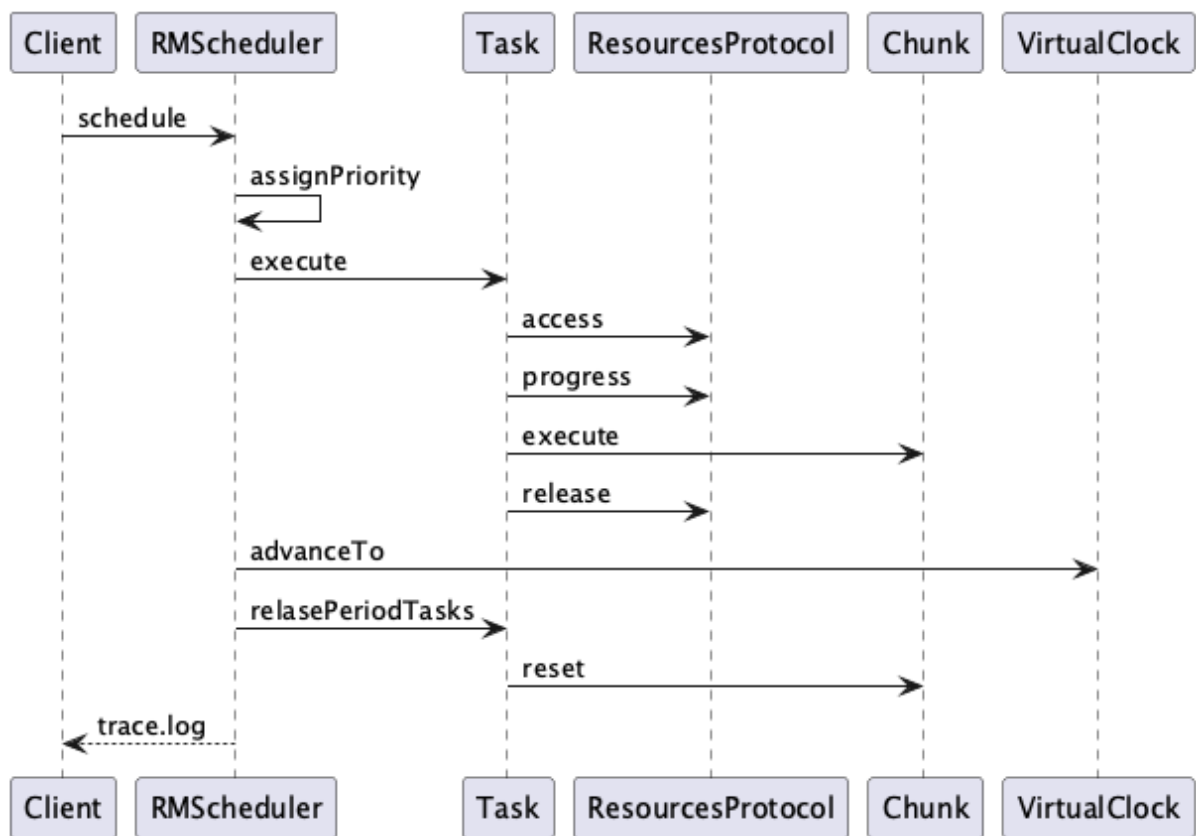 Client RMScheduler Task ResourcesProtocol Chunk VirtualClock
schedule
assignPriority
execute
access
progress
execute
release
advanceTo
relasePeriodTasks
reset
trace.log
Client RMScheduler Task ResourcesProtocol Chunk VirtualClock